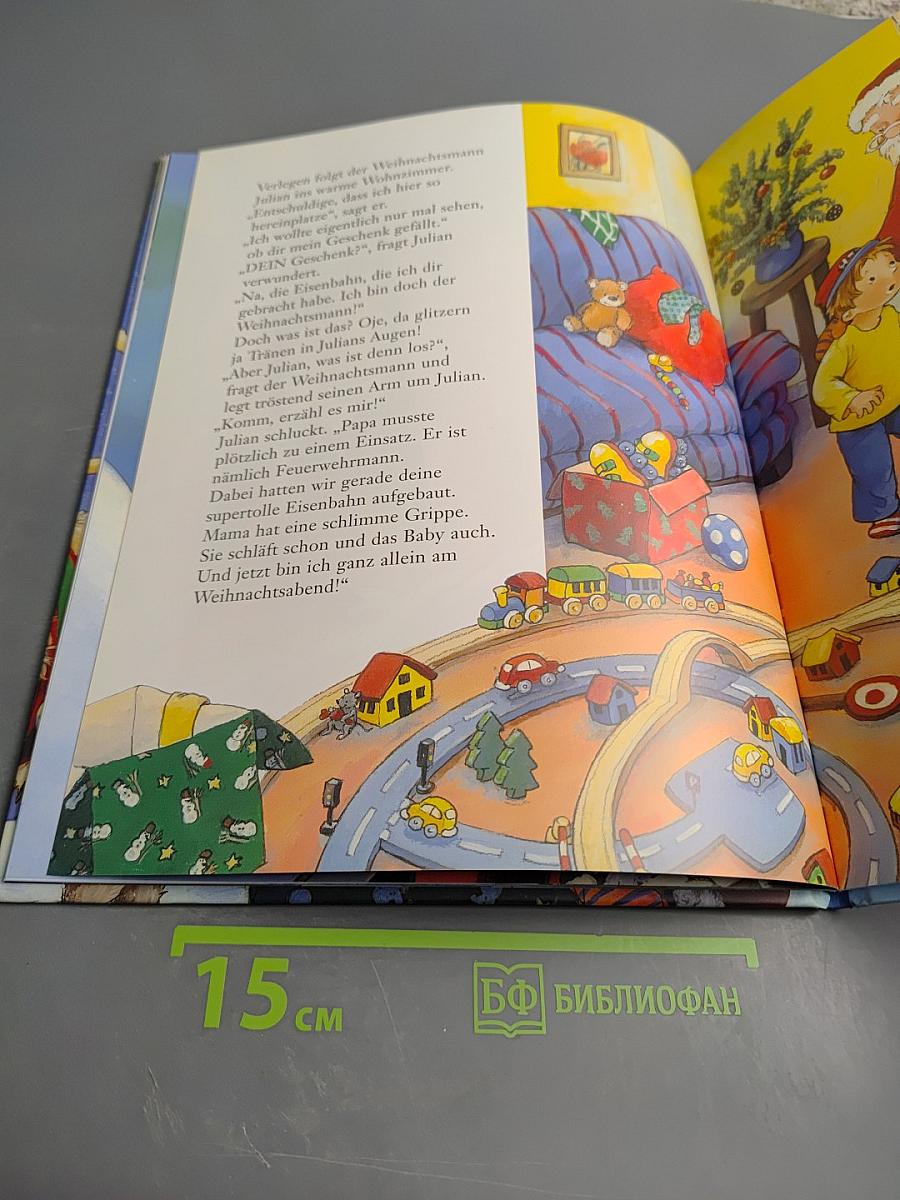 Verlegen folgt der Weihnachtsmann
Julian ins warme Wohnzimmer.
„Entschuldige, dass ich hier so
hereinplatze“, sagt er.
„Ich wollte eigentlich nur mal sehen,
ob dir mein Geschenk gefällt.“
„DEIN Geschenk?“, fragt Julian
verwundert.
„Na, die Eisenbahn, die ich dir
gebracht habe. Ich bin doch der
Weihnachtsmann!“
Doch was ist das? Oje, da glitzern
ja Tränen in Julians Augen!
„Aber Julian, was ist denn los?“,
fragt der Weihnachtsmann und
legt tröstend seinen Arm um Julian.
„Komm, erzähl es mir!“
Julian schluckt. „Papa musste
plötzlich zu einem Einsatz. Er ist
nämlich Feuerwehrmann.
Dabei hatten wir gerade deine
supertolle Eisenbahn aufgebaut.
Mama hat eine schlimme Grippe.
Sie schläft schon und das Baby auch.
Und jetzt bin ich ganz allein am
Weihnachtsabend!“
15 см
БФ БИБЛИОФАН